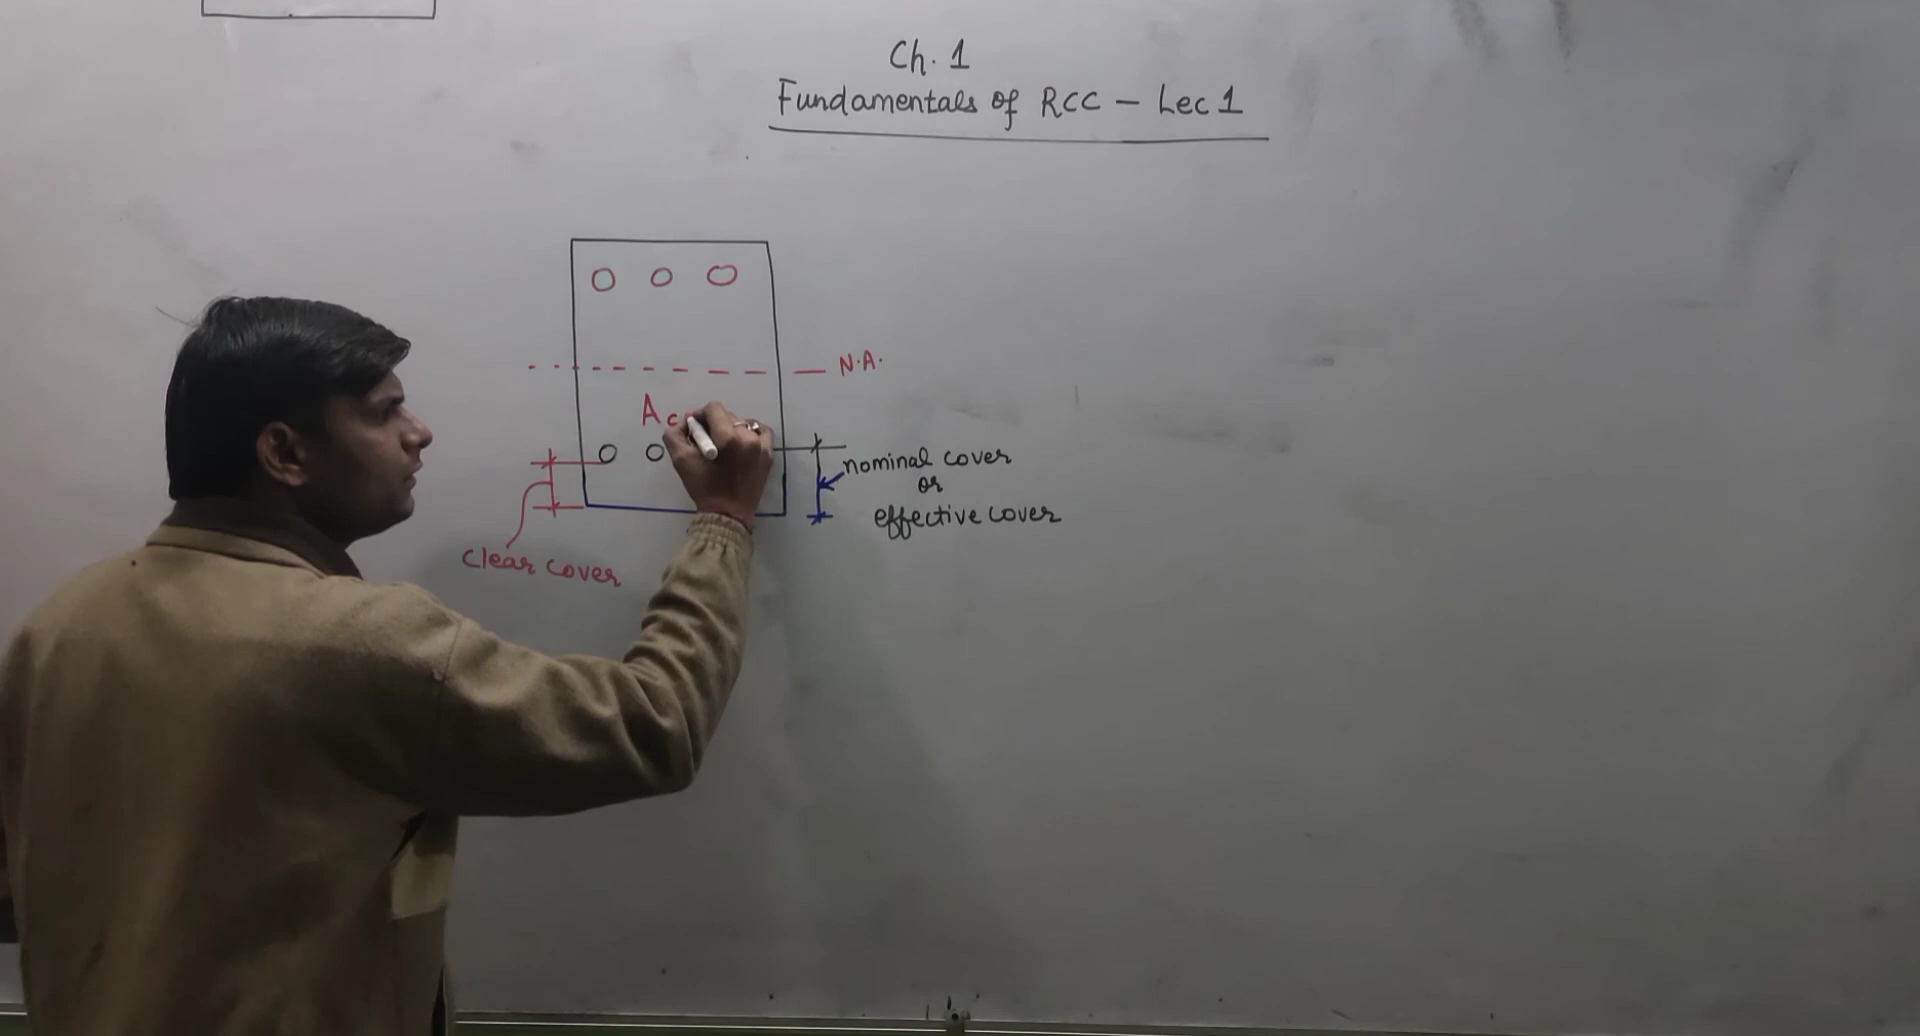 Ch. 1
Fundamentals of RCC - Lec 1
N.A.
nominal cover
or
effective cover
clear cover